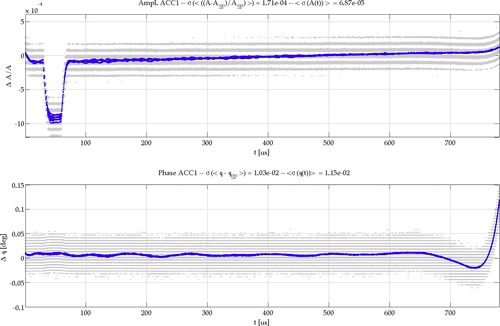 Ampl. ACC1 − σ (< ((A-A_SP)/A_SP) >) = 1.71e-04 − < σ (A(t)) > = 6.87e-05
x 10^-4
5
0
-5
-10
Δ A / A
100 200 300 400 500 600 700
t [us]
Phase ACC1 − σ (< q - q_SP >) = 1.03e-02 − <σ (q(t))> = 1.15e-02
0.15
0.1
0.05
0
-0.05
-0.1
Δ q [deg]
100 200 300 400 500 600 700
t [us]